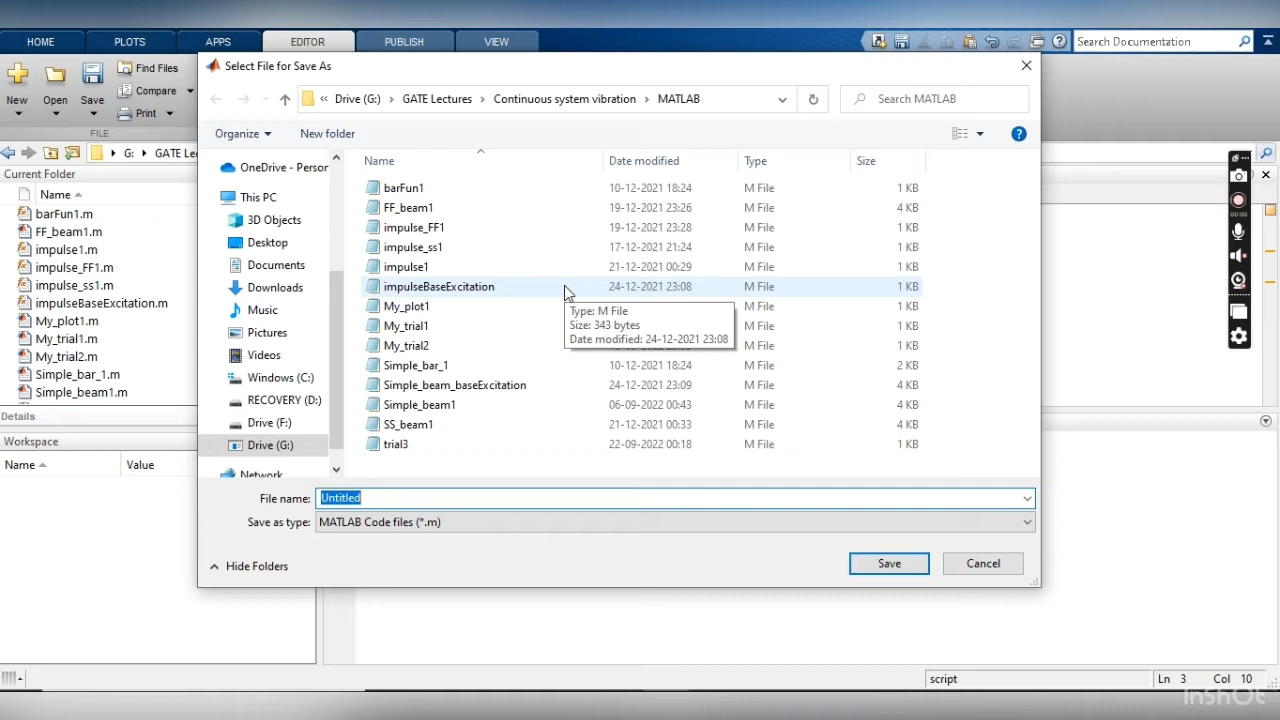 HOME PLOTS APPS EDITOR PUBLISH VIEW Search Documentation
Select File for Save As
Find Files
Compare
Print
New Open Save
FILE
« Drive (G:) › GATE Lectures › Continuous system vibration › MATLAB
Search MATLAB
Organize New folder
G: GATE Lec
Current Folder
Name
barFun1.m
FF_beam1.m
impulse1.m
impulse_FF1.m
impulse_ss1.m
impulseBaseExcitation.m
My_plot1.m
My_trial1.m
My_trial2.m
Simple_bar_1.m
Simple_beam1.m
Details
Workspace
Name Value
OneDrive - Person
This PC
3D Objects
Desktop
Documents
Downloads
Music
Pictures
Videos
Windows (C:)
RECOVERY (D:)
Drive (F:)
Drive (G:)
Network
Name Date modified Type Size
barFun1 10-12-2021 18:24 M File 1 KB
FF_beam1 19-12-2021 23:26 M File 4 KB
impulse_FF1 19-12-2021 23:28 M File 1 KB
impulse_ss1 17-12-2021 21:24 M File 1 KB
impulse1 21-12-2021 00:29 M File 1 KB
impulseBaseExcitation 24-12-2021 23:08 M File 1 KB
My_plot1 M File 1 KB
My_trial1 M File 1 KB
My_trial2 M File 1 KB
Simple_bar_1 10-12-2021 18:24 M File 2 KB
Simple_beam_baseExcitation 24-12-2021 23:09 M File 4 KB
Simple_beam1 06-09-2022 00:43 M File 4 KB
SS_beam1 21-12-2021 00:33 M File 4 KB
trial3 22-09-2022 00:18 M File 1 KB
Type: M File
Size: 343 bytes
Date modified: 24-12-2021 23:08
File name: Untitled
Save as type: MATLAB Code files (*.m)
Hide Folders Save Cancel
00:00
script Ln 3 Col 10
InShOt